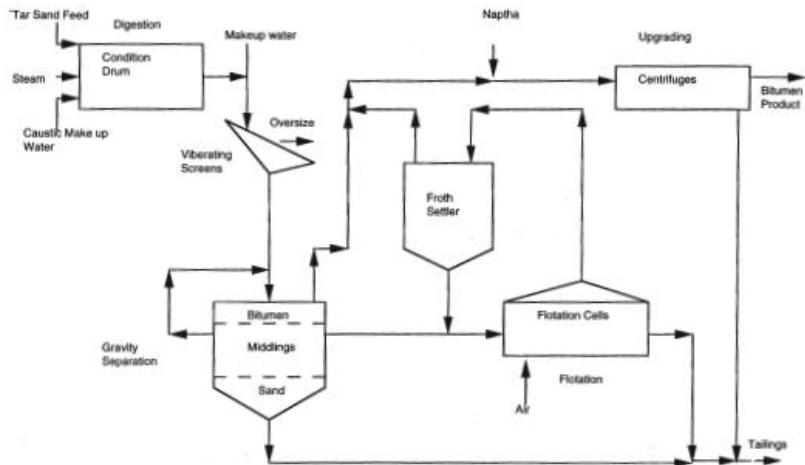 Tar Sand Feed
Digestion
Naptha
Makeup water
Upgrading
Condition
Drum
Steam
Centrifuges
Bitumen
Product
Caustic Make up
Water
Oversize
Viberating
Screens
Froth
Settler
Bitumen
Flotation Cells
Gravity
Separation
Middlings
Sand
Flotation
Air
Tailings